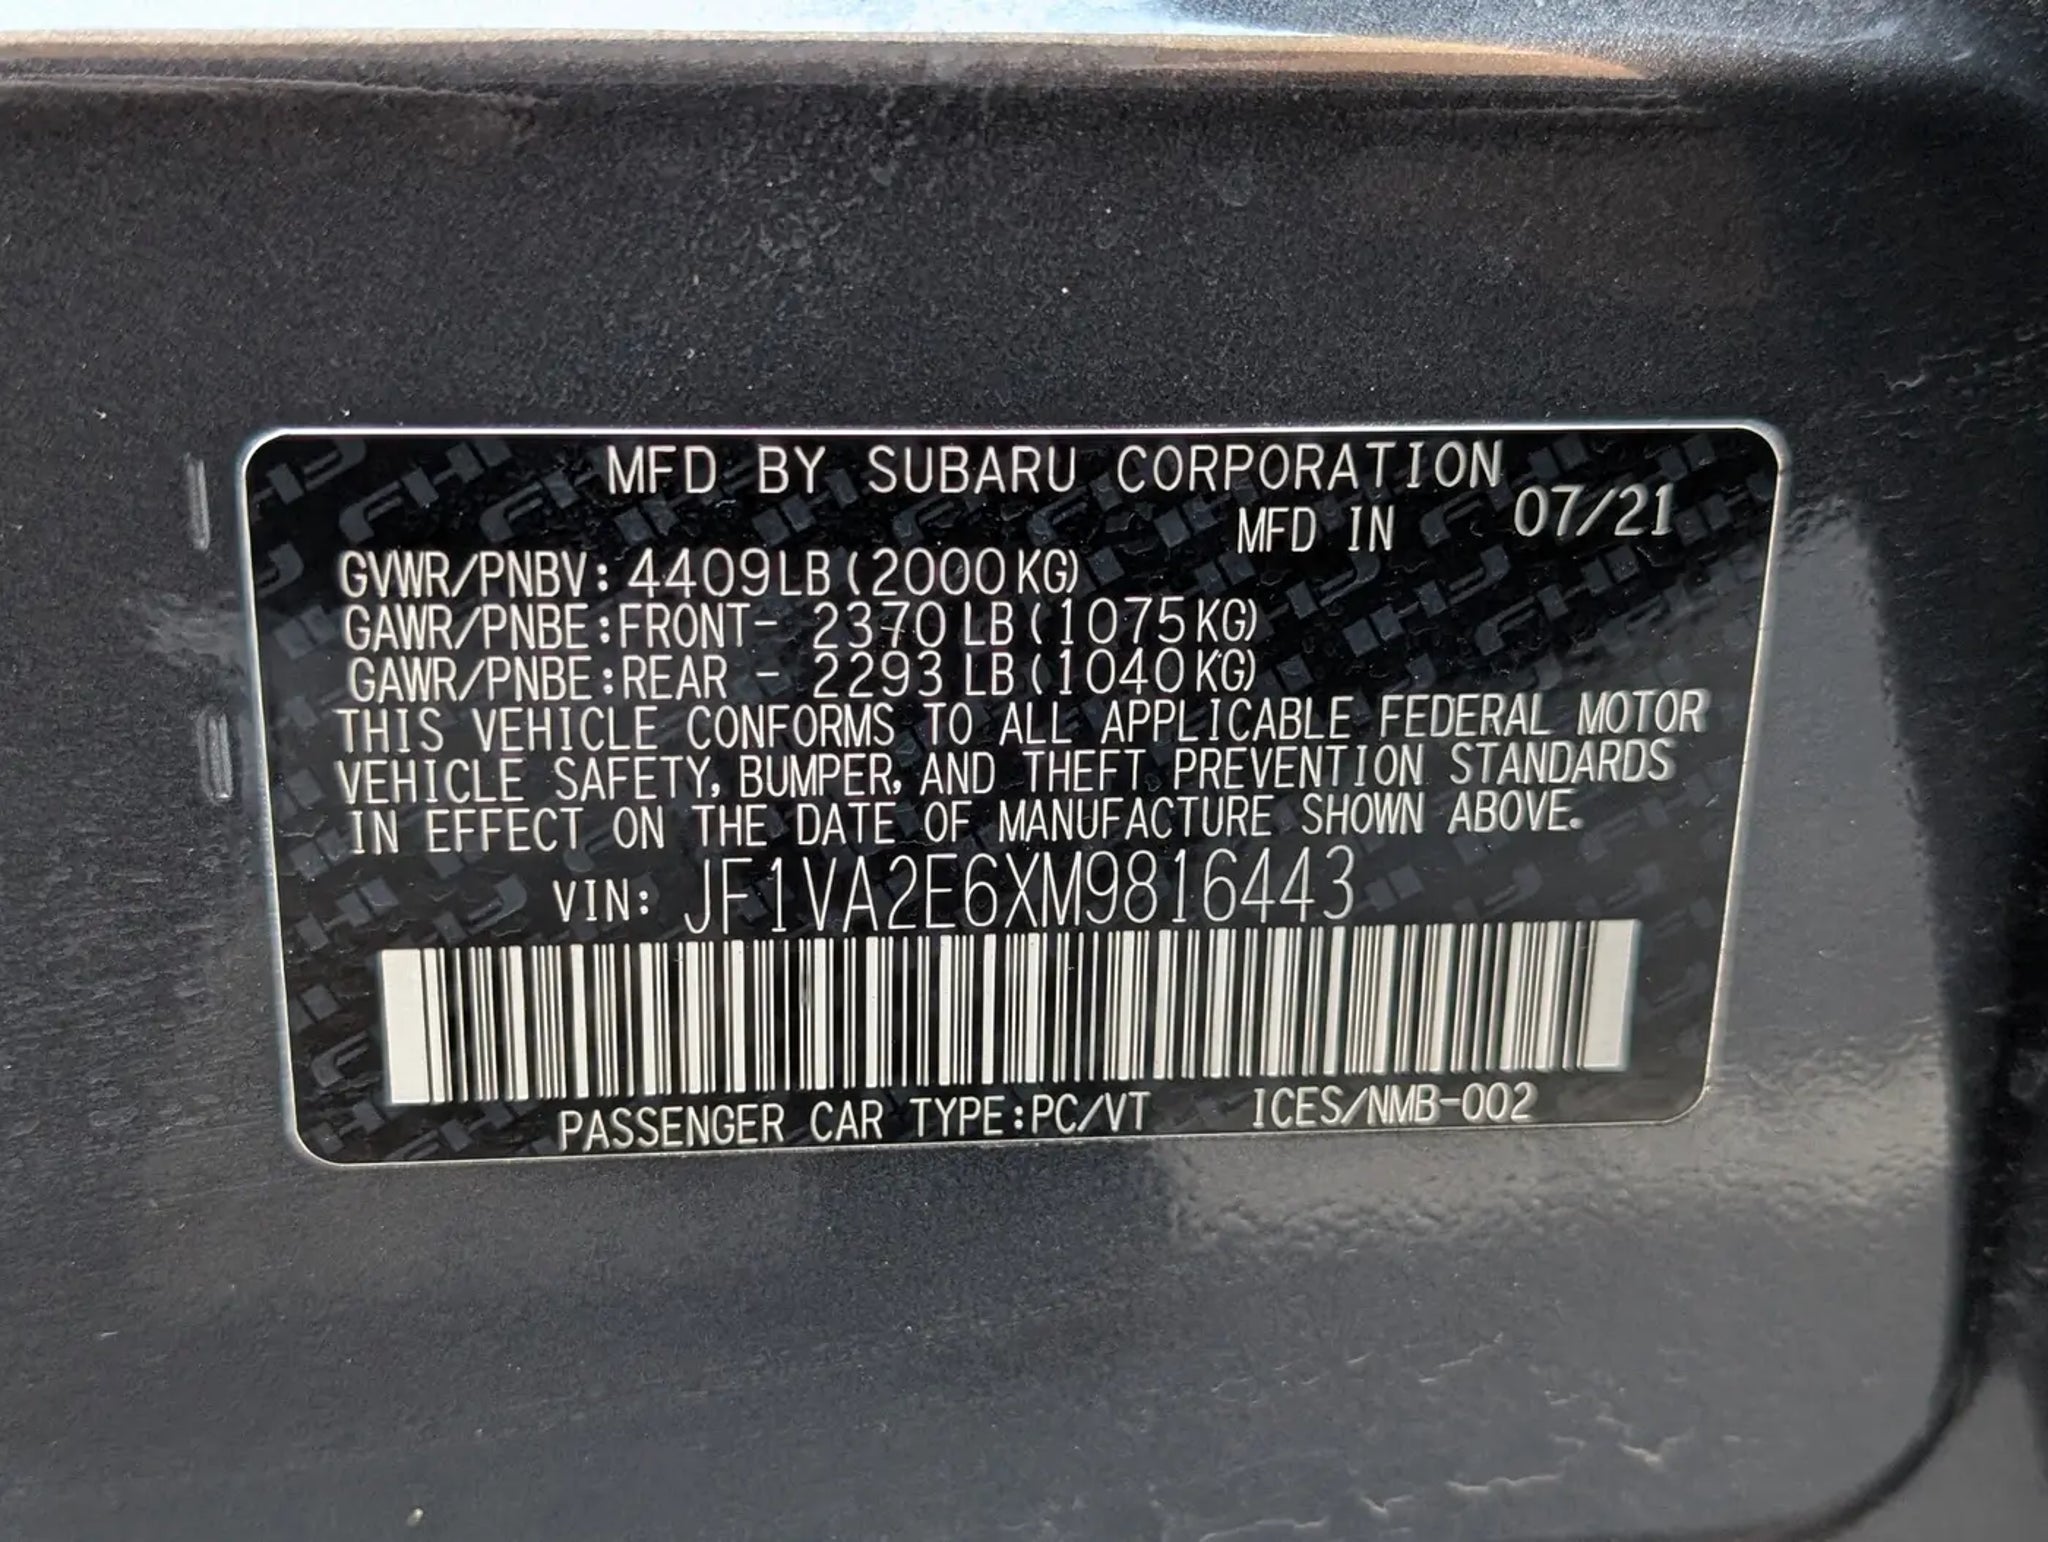 MFD BY SUBARU CORPORATION
MFD IN 07/21
GVWR/PNBV: 4409LB (2000KG)
GAWR/PNBE:FRONT- 2370 LB (1075KG)
GAWR/PNBE:REAR - 2293 LB (1040KG)
THIS VEHICLE CONFORMS TO ALL APPLICABLE FEDERAL MOTOR
VEHICLE SAFETY, BUMPER, AND THEFT PREVENTION STANDARDS
IN EFFECT ON THE DATE OF MANUFACTURE SHOWN ABOVE.
VIN: JF1VA2E6XM9816443
PASSENGER CAR TYPE:PC/VT ICES/NMB-002